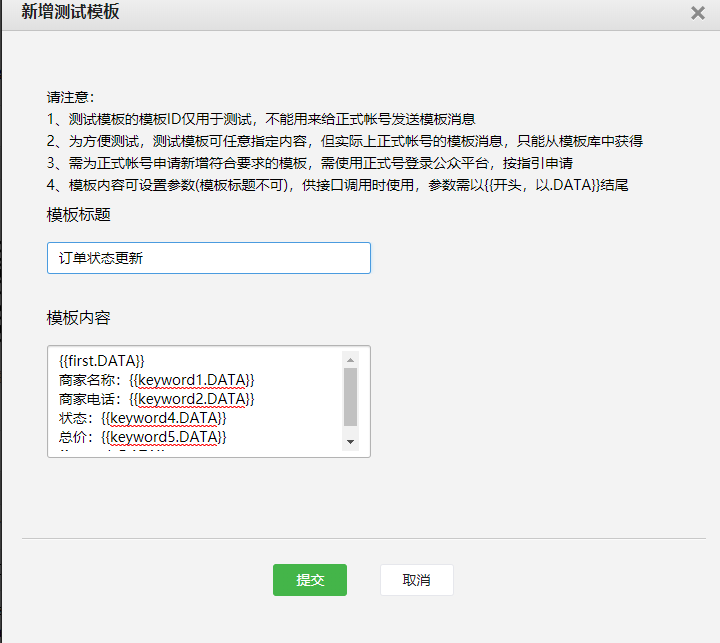 新增测试模板
请注意：
1、测试模板的模板ID仅用于测试，不能用来给正式帐号发送模板消息
2、为方便测试，测试模板可任意指定内容，但实际上正式帐号的模板消息，只能从模板库中获得
3、需为正式帐号申请新增符合要求的模板，需使用正式号登录公众平台，按指引申请
4、模板内容可设置参数(模板标题不可)，供接口调用时使用，参数需以{{开头，以.DATA}}结尾
模板标题
订单状态更新
模板内容
{{first.DATA}}
商家名称：{{keyword1.DATA}}
商家电话：{{keyword2.DATA}}
状态：{{keyword4.DATA}}
总价：{{keyword5.DATA}}
提交
取消